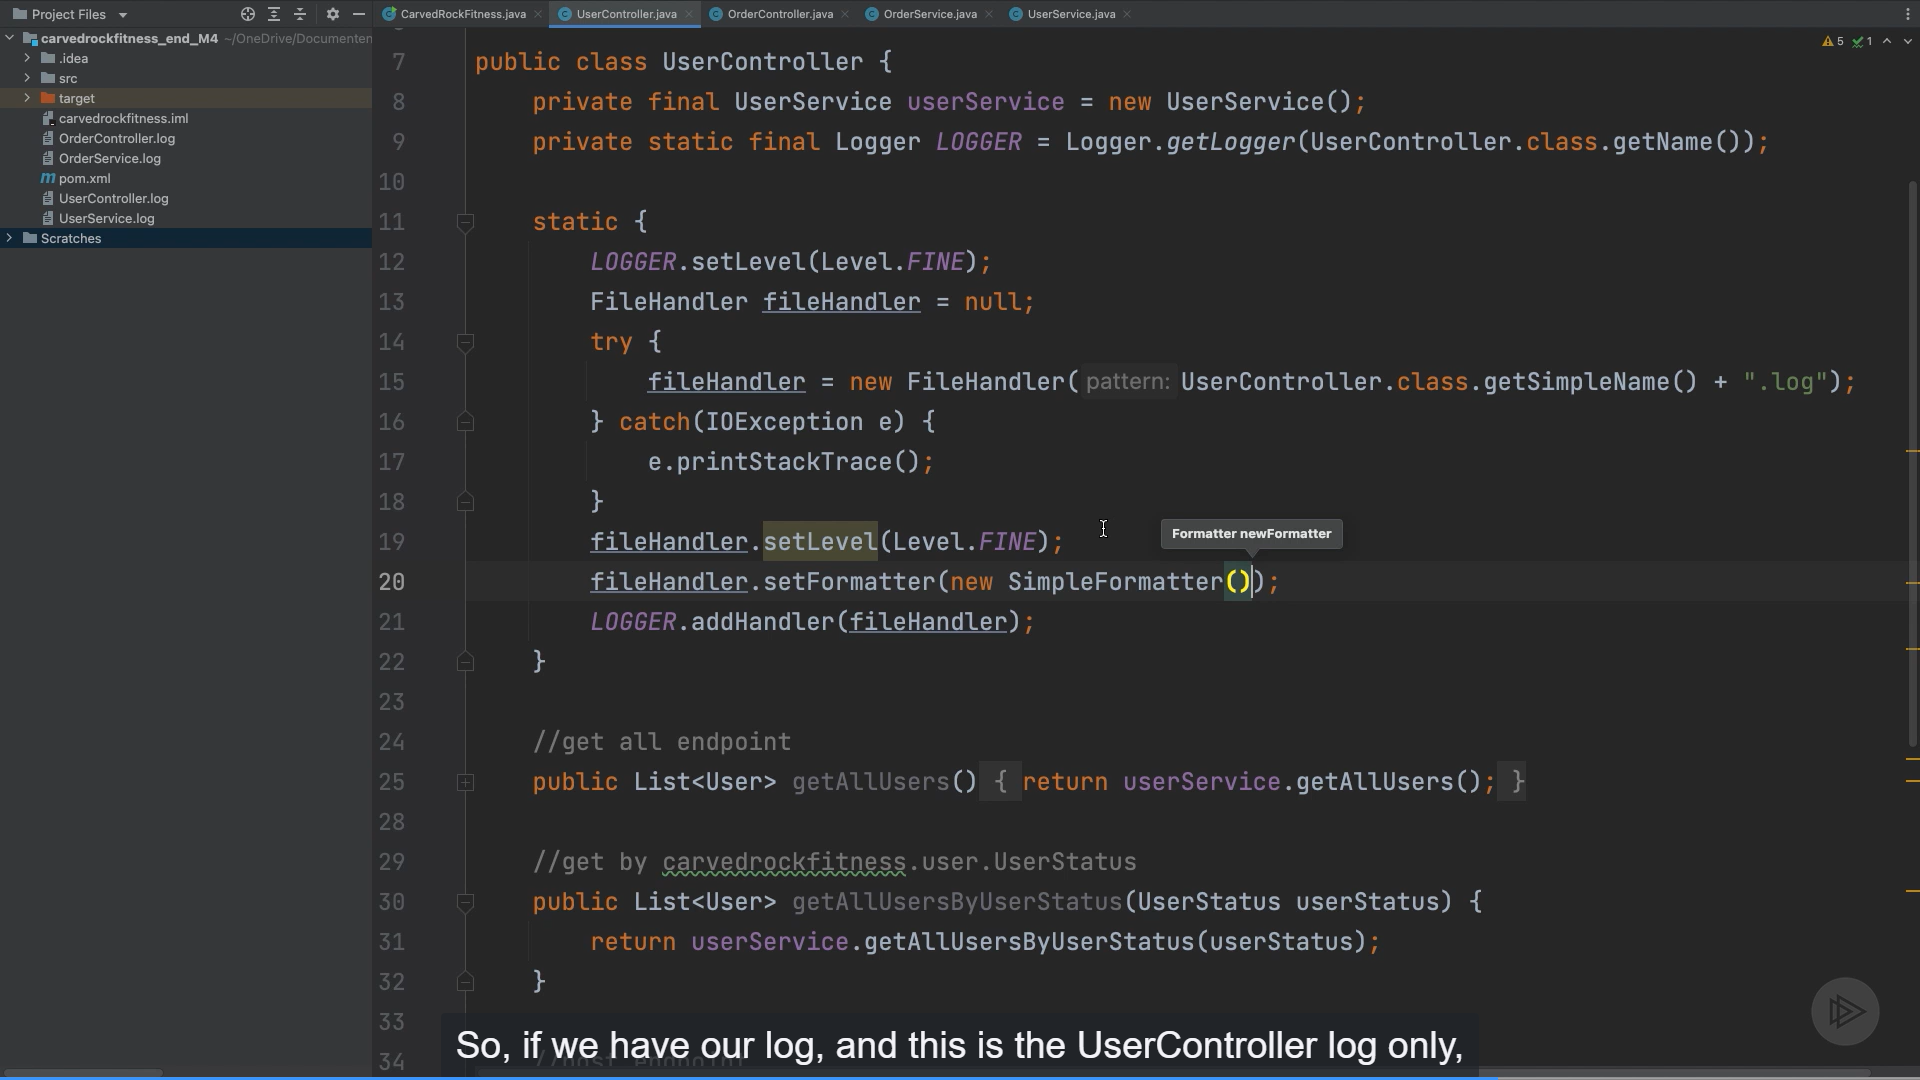 Project Files
CarvedRockFitness.java
UserController.java
OrderController.java
OrderService.java
UserService.java
carvedrockfitness_end_M4 ~/OneDrive/Documenten
.idea
src
target
carvedrockfitness.iml
OrderController.log
OrderService.log
m pom.xml
UserController.log
UserService.log
Scratches
5 1
7 public class UserController {
8 private final UserService userService = new UserService();
9 private static final Logger LOGGER = Logger.getLogger(UserController.class.getName());
10
11 static {
12 LOGGER.setLevel(Level.FINE);
13 FileHandler fileHandler = null;
14 try {
15 fileHandler = new FileHandler( pattern: UserController.class.getSimpleName() + ".log");
16 } catch(IOException e) {
17 e.printStackTrace();
18 }
19 fileHandler.setLevel(Level.FINE);
Formatter newFormatter
20 fileHandler.setFormatter(new SimpleFormatter());
21 LOGGER.addHandler(fileHandler);
22 }
23
24 //get all endpoint
25 public List<User> getAllUsers() { return userService.getAllUsers(); }
28
29 //get by carvedrockfitness.user.UserStatus
30 public List<User> getAllUsersByUserStatus(UserStatus userStatus) {
31 return userService.getAllUsersByUserStatus(userStatus);
32 }
33
34 //post endpoint
So, if we have our log, and this is the UserController log only,